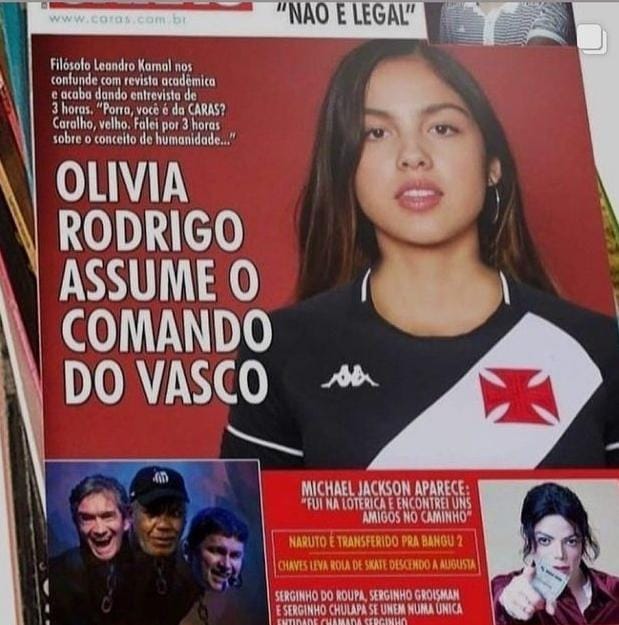 www.caras.com.br
"NÃO É LEGAL"
Filósofo Leandro Karnal nos
confunde com revista acadêmica
e acaba dando entrevista de
3 horas. "Porra, você é da CARAS?
Caralho, velho. Falei por 3 horas
sobre o conceito de humanidade..."
OLIVIA
RODRIGO
ASSUME O
COMANDO
DO VASCO
MICHAEL JACKSON APARECE:
"FUI NA LOTÉRICA E ENCONTREI UNS
AMIGOS NO CAMINHO"
NARUTO É TRANSFERIDO PRA BANGU 2
CHAVES LEVA ROLA DE SKATE DESCENDO A AUGUSTA
SERGINHO DO ROUPA, SERGINHO GROISMAN
E SERGINHO CHULAPA SE UNEM NUMA ÚNICA
ENTIDADE CHAMADA SERGINHO